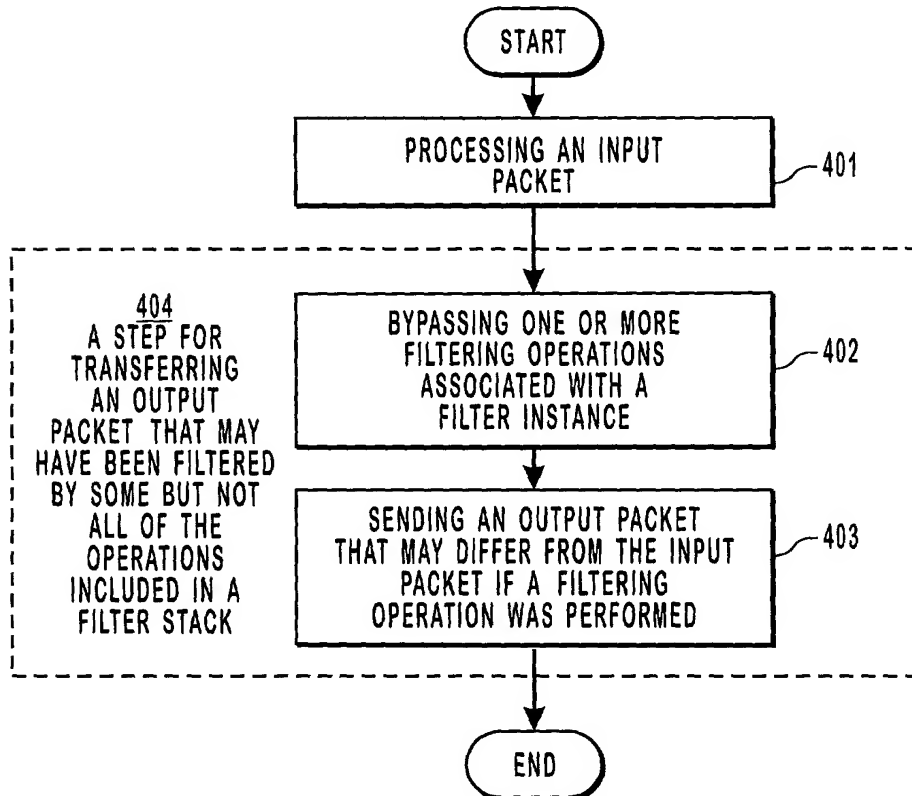 START
PROCESSING AN INPUT
PACKET
401
404
A STEP FOR
TRANSFERRING
AN OUTPUT
PACKET THAT MAY
HAVE BEEN FILTERED
BY SOME BUT NOT
ALL OF THE
OPERATIONS
INCLUDED IN A
FILTER STACK
BYPASSING ONE OR MORE
FILTERING OPERATIONS
ASSOCIATED WITH A
FILTER INSTANCE
402
SENDING AN OUTPUT PACKET
THAT MAY DIFFER FROM THE INPUT
PACKET IF A FILTERING
OPERATION WAS PERFORMED
403
END